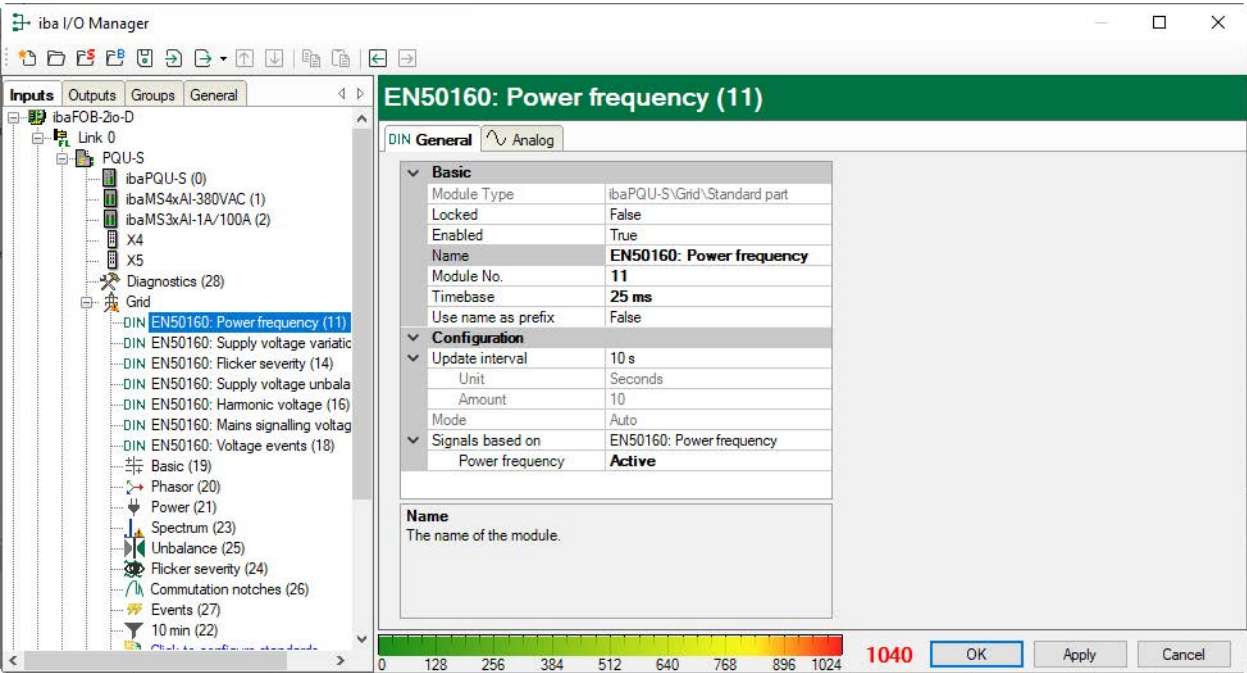 iba I/O Manager
Inputs Outputs Groups General
ibaFOB-2io-D
Link 0
PQU-S
ibaPQU-S (0)
ibaMS4xAI-380VAC (1)
ibaMS3xAI-1A/100A (2)
X4
X5
Diagnostics (28)
Grid
DIN EN50160: Power frequency (11)
DIN EN50160: Supply voltage variatic
DIN EN50160: Flicker severity (14)
DIN EN50160: Supply voltage unbala
DIN EN50160: Harmonic voltage (16)
DIN EN50160: Mains signalling voltag
DIN EN50160: Voltage events (18)
Basic (19)
Phasor (20)
Power (21)
Spectrum (23)
Unbalance (25)
Flicker severity (24)
Commutation notches (26)
Events (27)
10 min (22)
Click to configure standards
EN50160: Power frequency (11)
DIN General Analog
Basic
Module Type ibaPQU-S\Grid\Standard part
Locked False
Enabled True
Name EN50160: Power frequency
Module No. 11
Timebase 25 ms
Use name as prefix False
Configuration
Update interval 10 s
Unit Seconds
Amount 10
Mode Auto
Signals based on EN50160: Power frequency
Power frequency Active
Name
The name of the module.
0 128 256 384 512 640 768 896 1024
1040 OK Apply Cancel